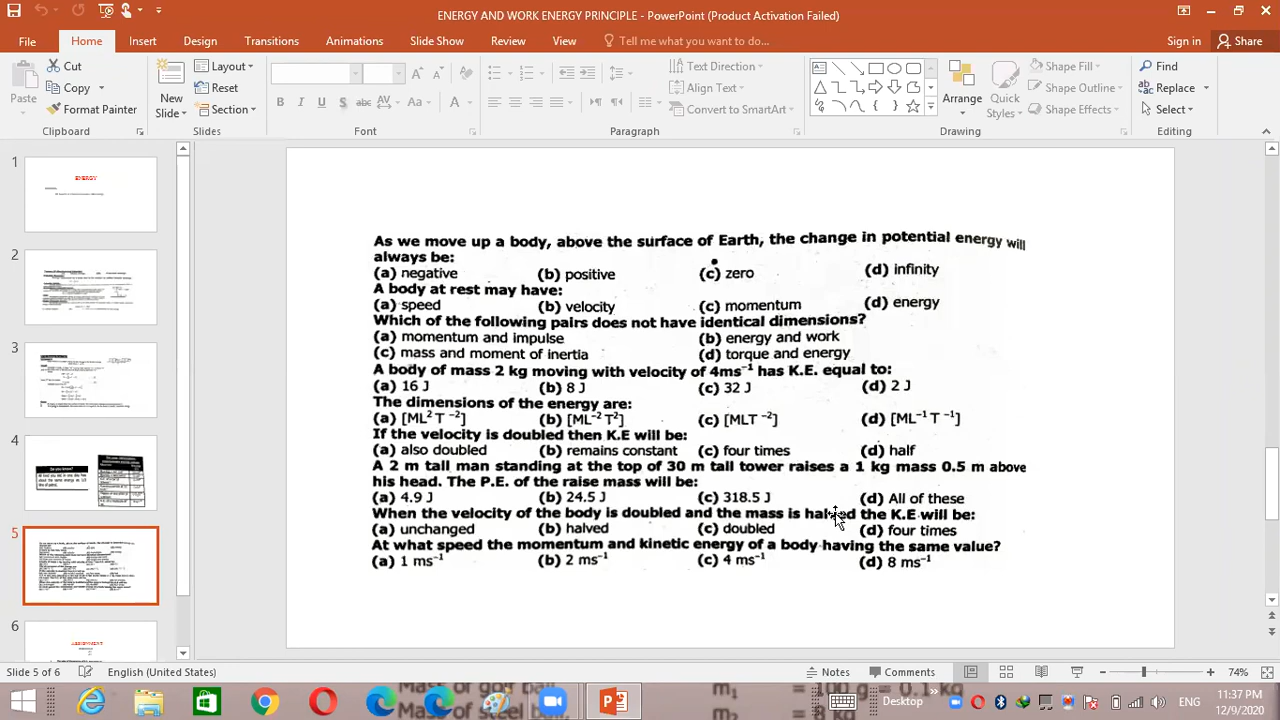 ENERGY AND WORK ENERGY PRINCIPLE - PowerPoint (Product Activation Failed)
File Home Insert Design Transitions Animations Slide Show Review View Tell me what you want to do... Sign in Share
Paste Cut Copy Format Painter
New Slide Layout Reset Section
Text Direction Align Text Convert to SmartArt
Arrange Quick Styles Shape Fill Shape Outline Shape Effects
Find Replace Select
Clipboard Slides Font Paragraph Drawing Editing
1
ENERGY
2
3
4
5
6
As we move up a body, above the surface of Earth, the change in potential energy will
always be:
(a) negative (b) positive (c) zero (d) infinity
A body at rest may have:
(a) speed (b) velocity (c) momentum (d) energy
Which of the following pairs does not have identical dimensions?
(a) momentum and impulse (b) energy and work
(c) mass and moment of inertia (d) torque and energy
A body of mass 2 kg moving with velocity of 4ms⁻¹ has K.E. equal to:
(a) 16 J (b) 8 J (c) 32 J (d) 2 J
The dimensions of the energy are:
(a) [ML² T ⁻²] (b) [ML⁻² T²] (c) [MLT ⁻²] (d) [ML⁻¹ T ⁻¹]
If the velocity is doubled then K.E will be:
(a) also doubled (b) remains constant (c) four times (d) half
A 2 m tall man standing at the top of 30 m tall tower raises a 1 kg mass 0.5 m above
his head. The P.E. of the raise mass will be:
(a) 4.9 J (b) 24.5 J (c) 318.5 J (d) All of these
When the velocity of the body is doubled and the mass is halved the K.E will be:
(a) unchanged (b) halved (c) doubled (d) four times
At what speed the momentum and kinetic energy of a body having the same value?
(a) 1 ms⁻¹ (b) 2 ms⁻¹ (c) 4 ms⁻¹ (d) 8 ms⁻¹
Slide 5 of 6 English (United States) Notes Comments 74%
Desktop ENG 11:37 PM
12/9/2020